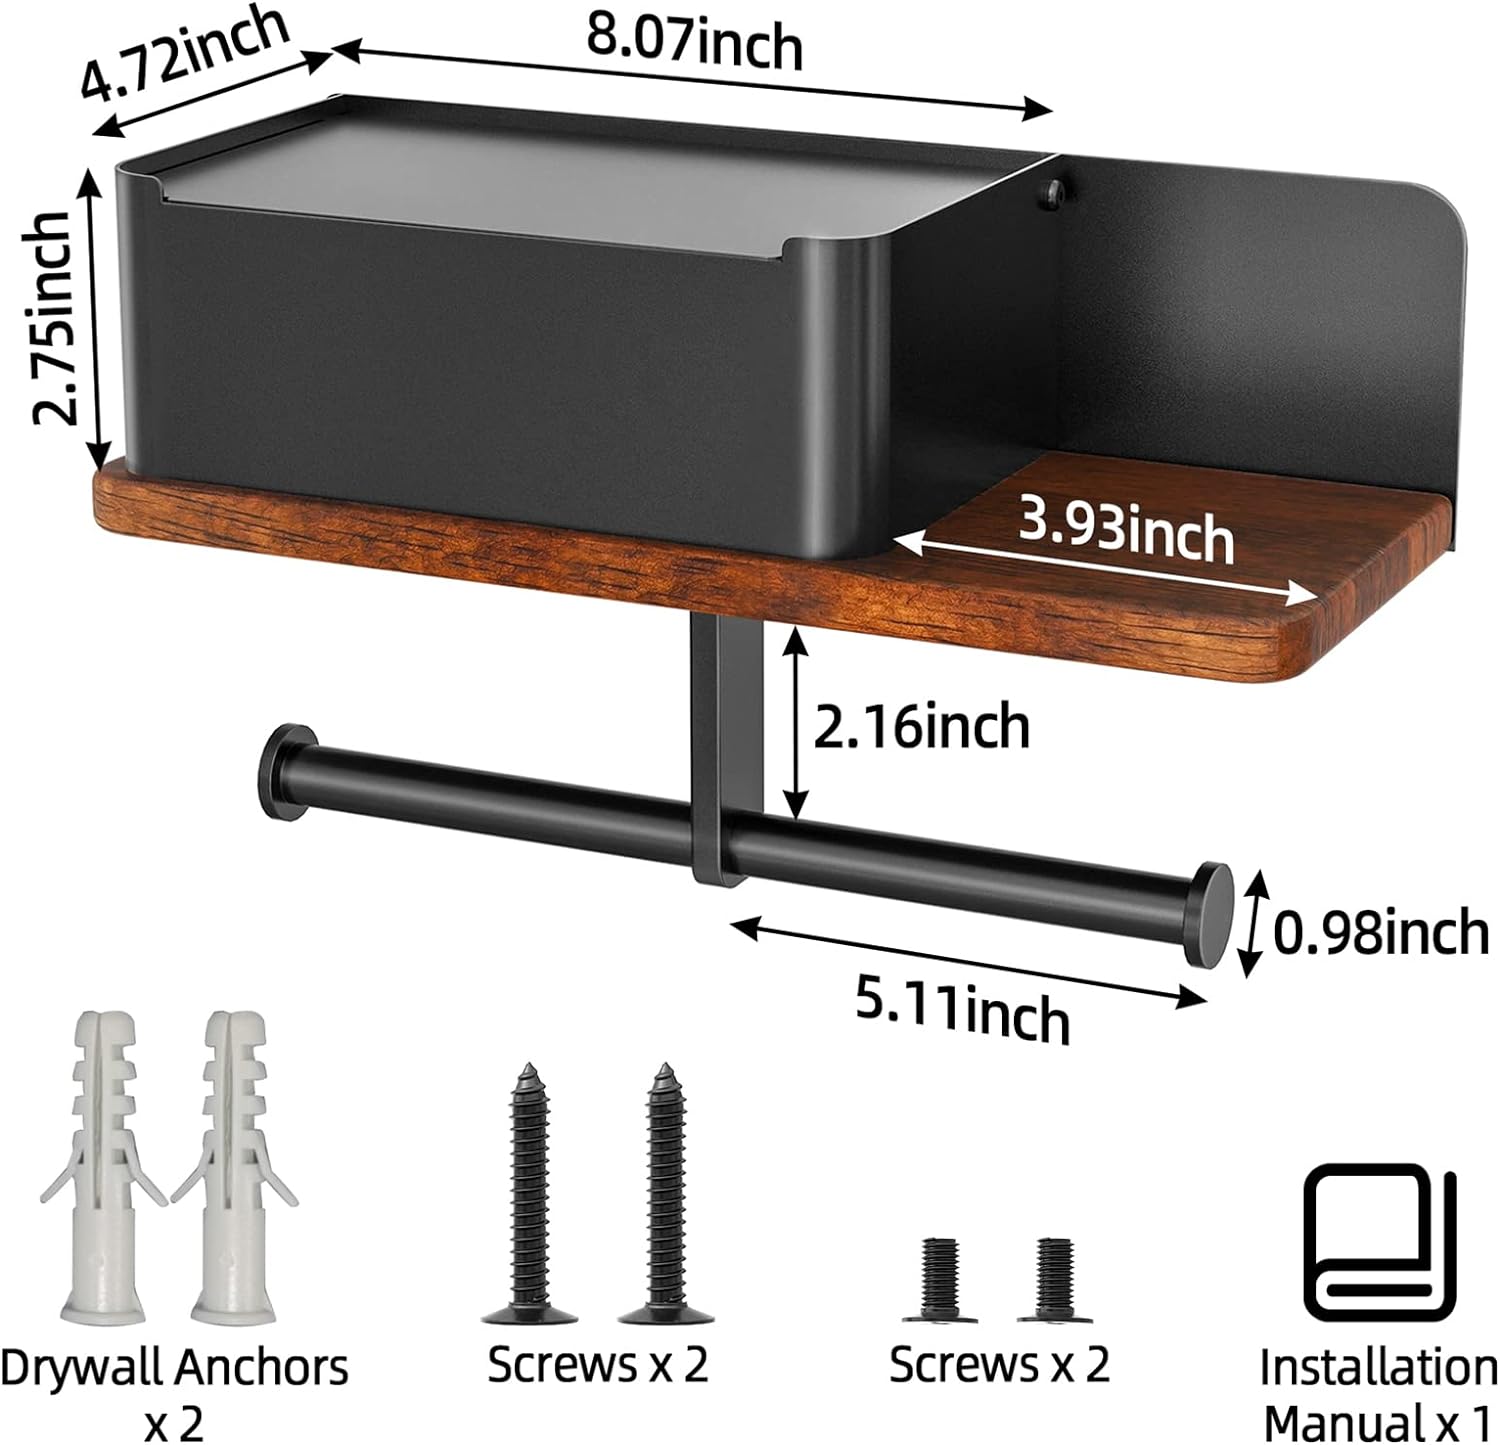 4.72inch
8.07inch
2.75inch
3.93inch
2.16inch
0.98inch
5.11inch
Drywall Anchors
x 2
Screws x 2
Screws x 2
Installation
Manual x 1